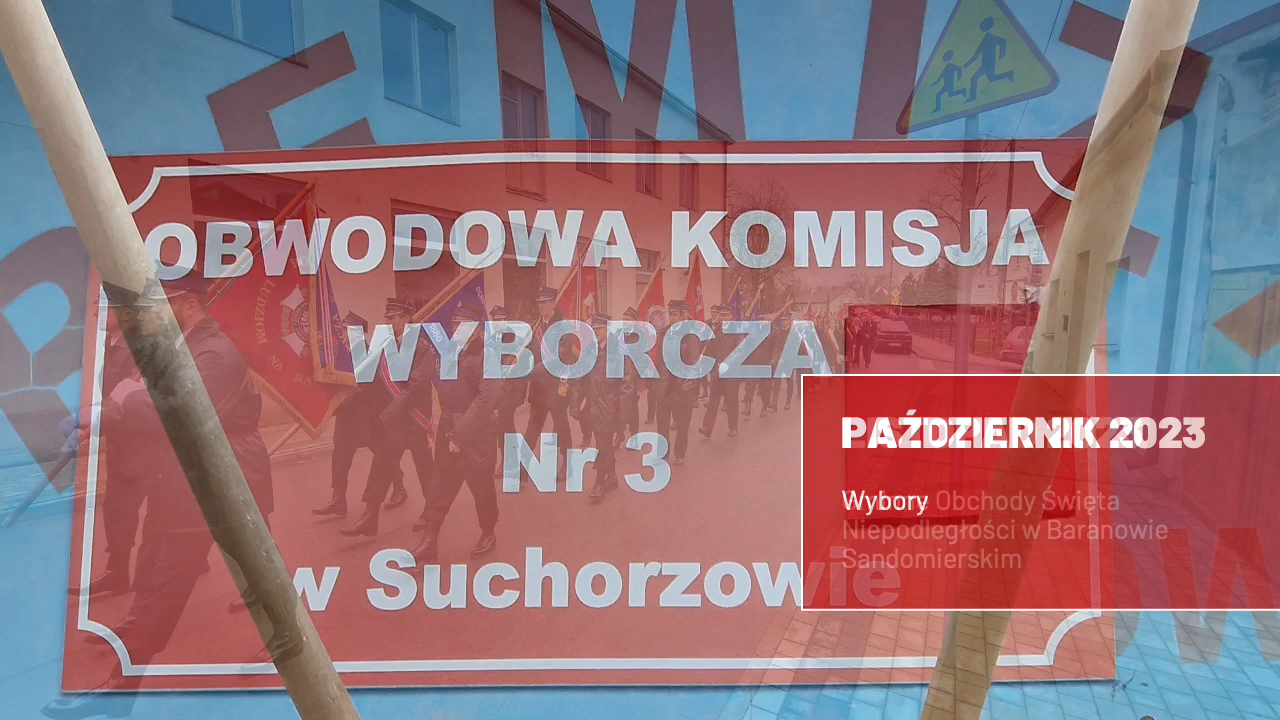 OBWODOWA KOMISJA
WYBORCZA
Nr 3
w Suchorzowie
PAŹDZIERNIK 2023
Wybory Obchody Święta
Niepodległości w Baranowie
Sandomierskim